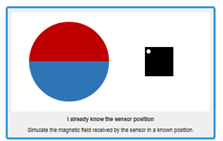 I already know the sensor position
Simulate the magnetic field received by the sensor in a known position.